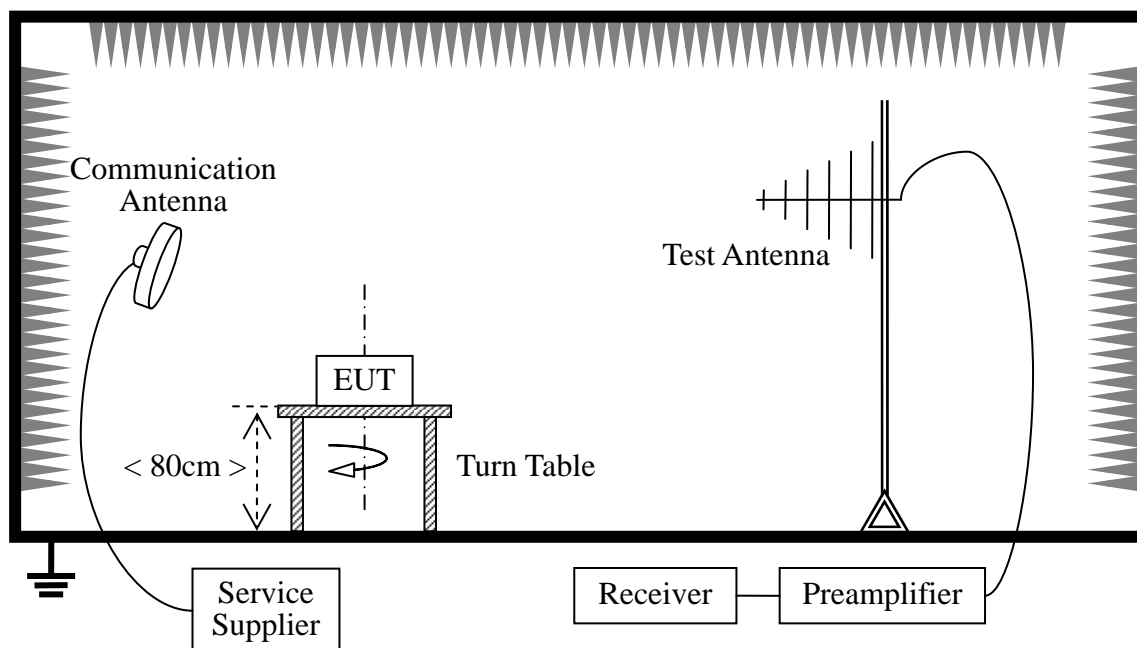 Communication
Antenna
Test Antenna
EUT
< 80cm >
Turn Table
Service
Supplier
Receiver
Preamplifier